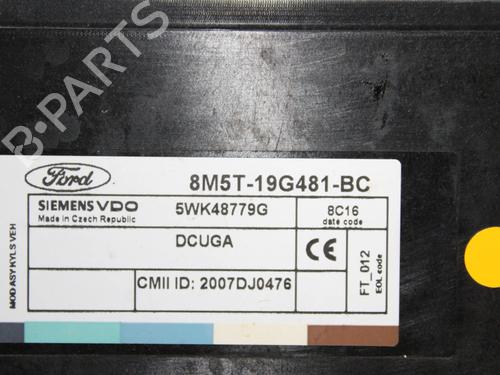 B-PARTS
Ford
8M5T-19G481-BC
SIEMENS VDO
Made in Czech Republic
5WK48779G
8C16
date code
DCUGA
CE
CMII ID: 2007DJ0476
FT_012
EOL code
MOD ASY KYLS VEH